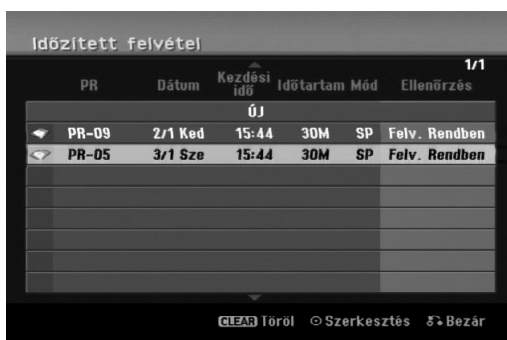 Időzített felvétel
1/1
PR Dátum Kezdési idő Időtartam Mód Ellenőrzés
ÚJ
PR-09 2/1 Ked 15:44 30M SP Felv. Rendben
PR-05 3/1 Sze 15:44 30M SP Felv. Rendben
CLEAR Töröl Szerkesztés Bezár